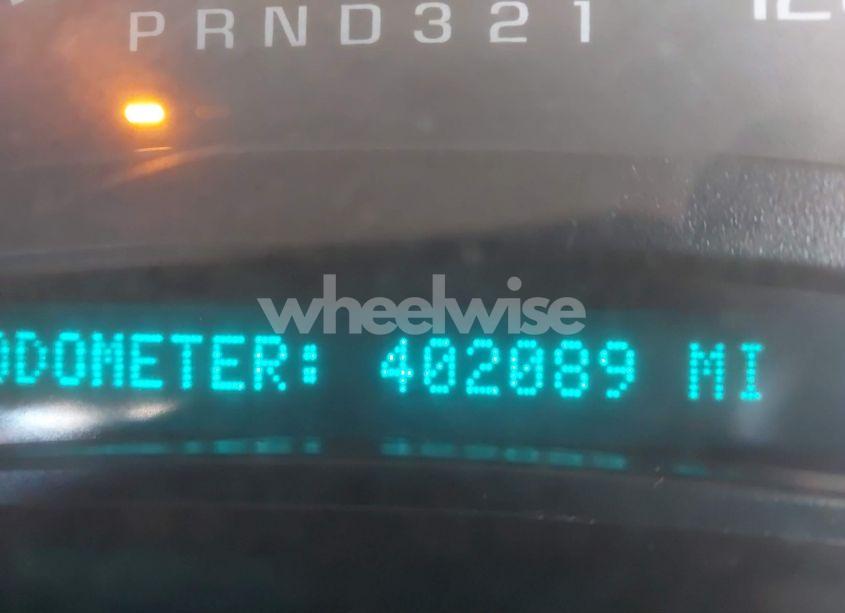 PRND321
wheelwise
ODOMETER: 402089 MI